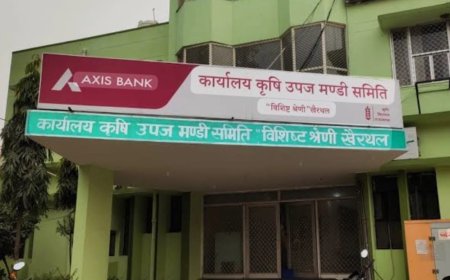 AXIS BANK
कार्यालय कृषि उपज मण्डी समिति
"विशिष्ट श्रेणी" खैरथल
कार्यालय कृषि उपज मण्डी समिति "विशिष्ट श्रेणी खैरथल